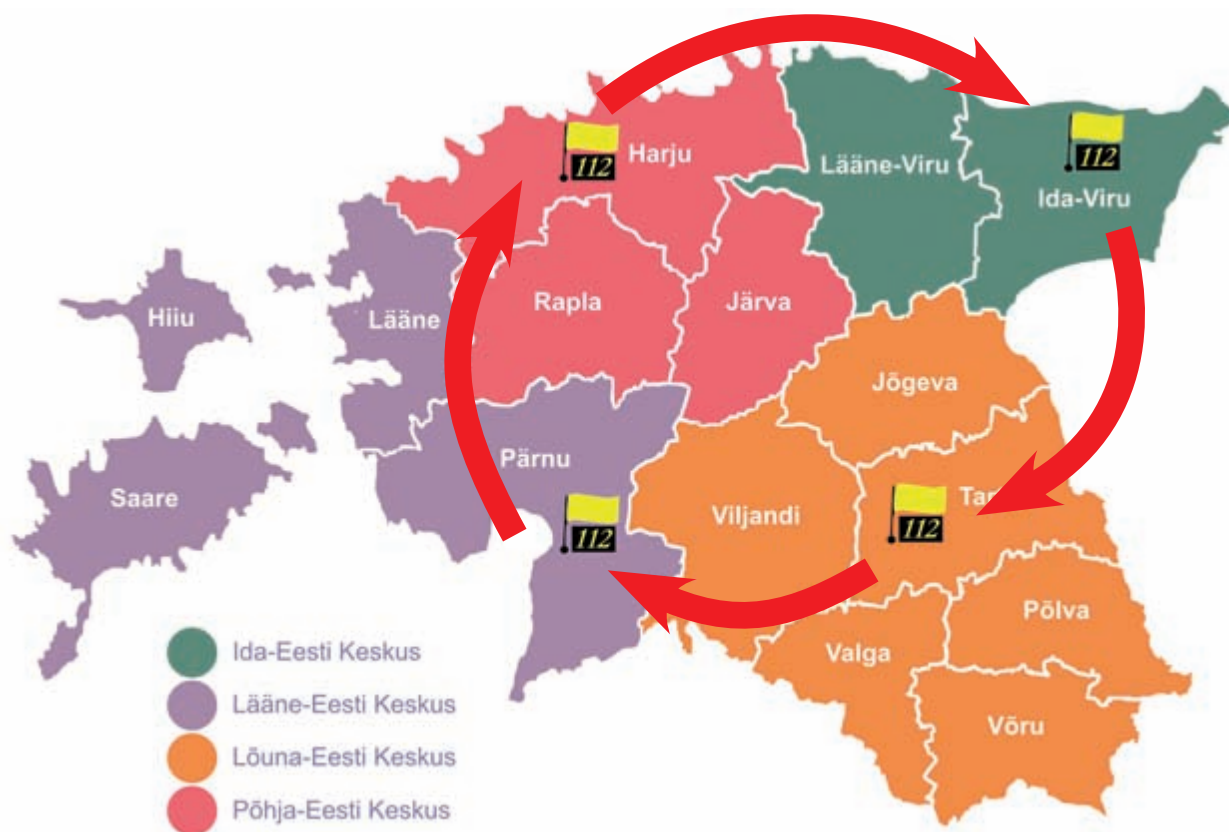 112
Harju
Lääne-Viru
112
Ida-Viru
Hiiu
Lääne
Rapla
Järva
Jõgeva
Saare
Pärnu
112
Viljandi
112
Põlva
Valga
Võru
Ida-Eesti Keskus
Lääne-Eesti Keskus
Lõuna-Eesti Keskus
Põhja-Eesti Keskus